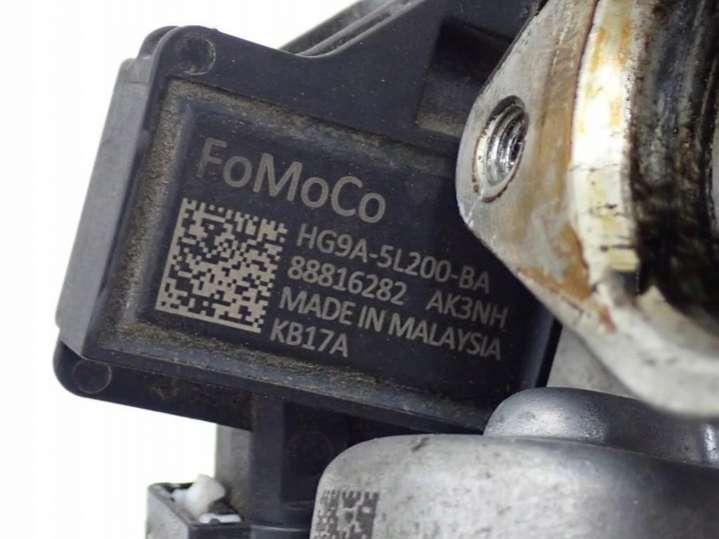 FoMoCo
HG9A-5L200-BA
88816282 AK3NH
MADE IN MALAYSIA
KB17A